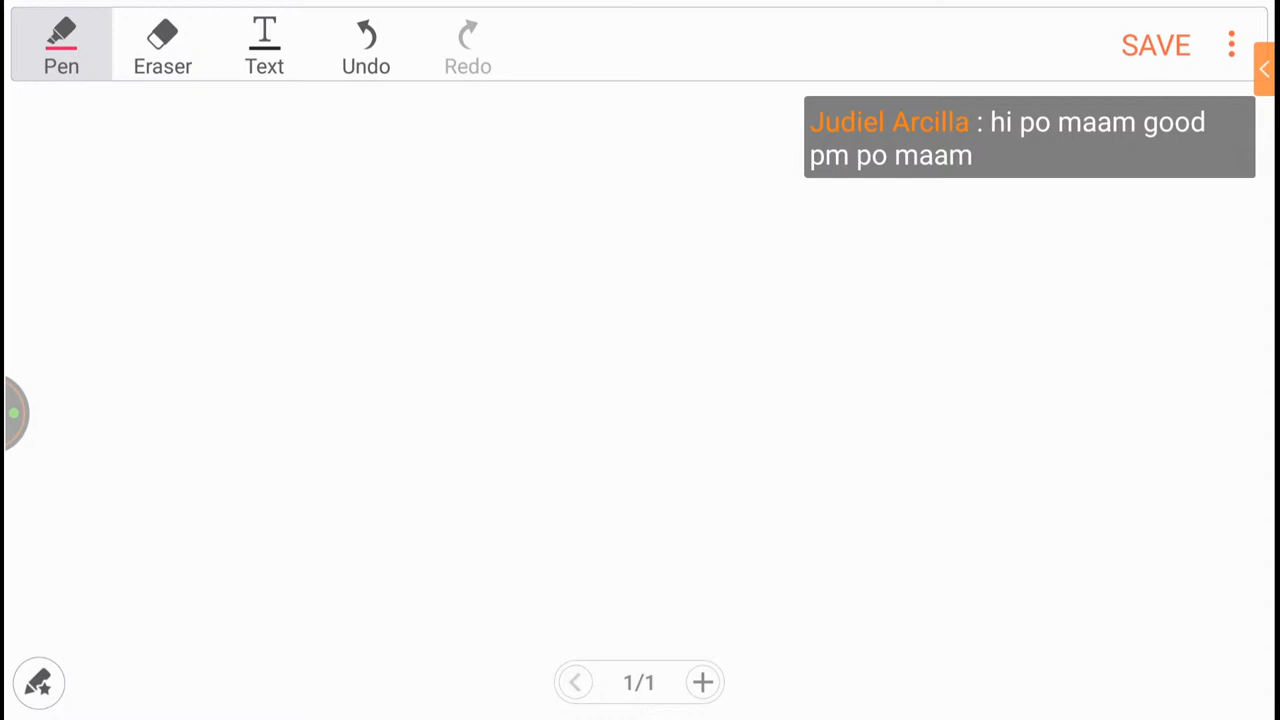 Pen Eraser Text Undo Redo SAVE
Judiel Arcilla : hi po maam good
pm po maam
1/1